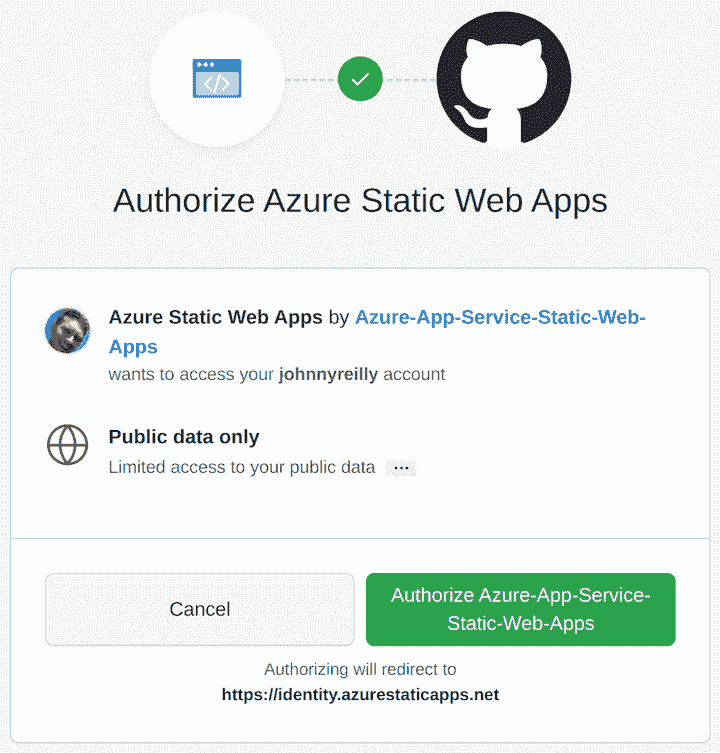 </>
Authorize Azure Static Web Apps
Azure Static Web Apps by Azure-App-Service-Static-Web-
Apps
wants to access your johnnyreilly account
Public data only
Limited access to your public data ...
Cancel
Authorize Azure-App-Service-
Static-Web-Apps
Authorizing will redirect to
https://identity.azurestaticapps.net